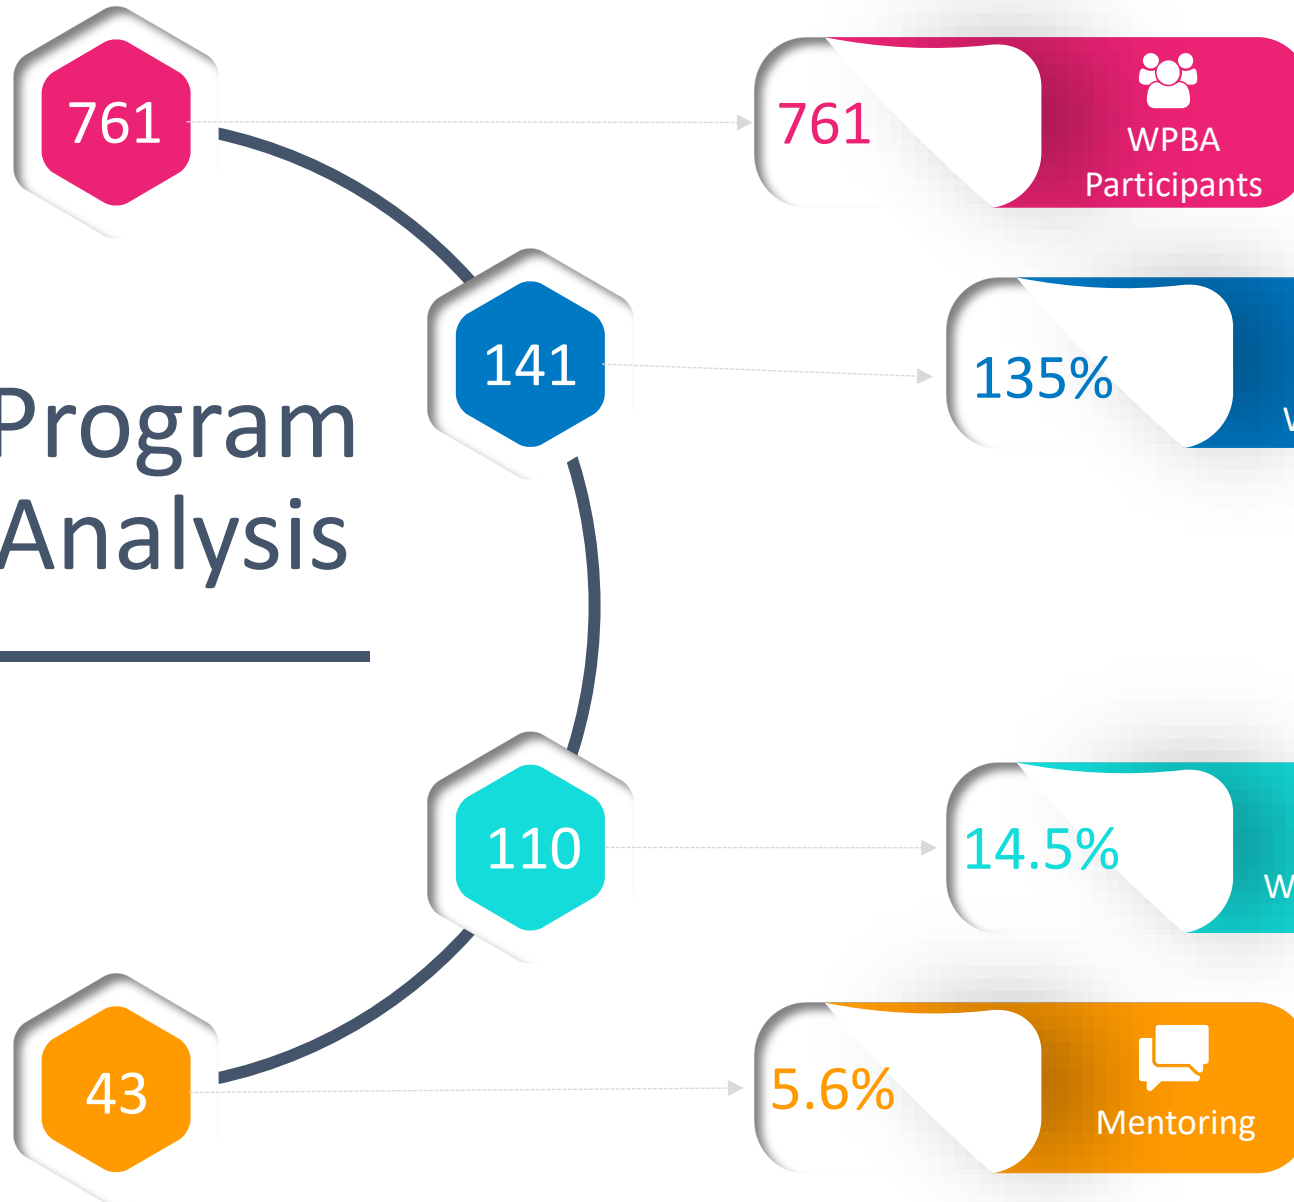 761
761
WPBA
Participants
141
135%
Program
Analysis
110
14.5%
43
5.6%
Mentoring